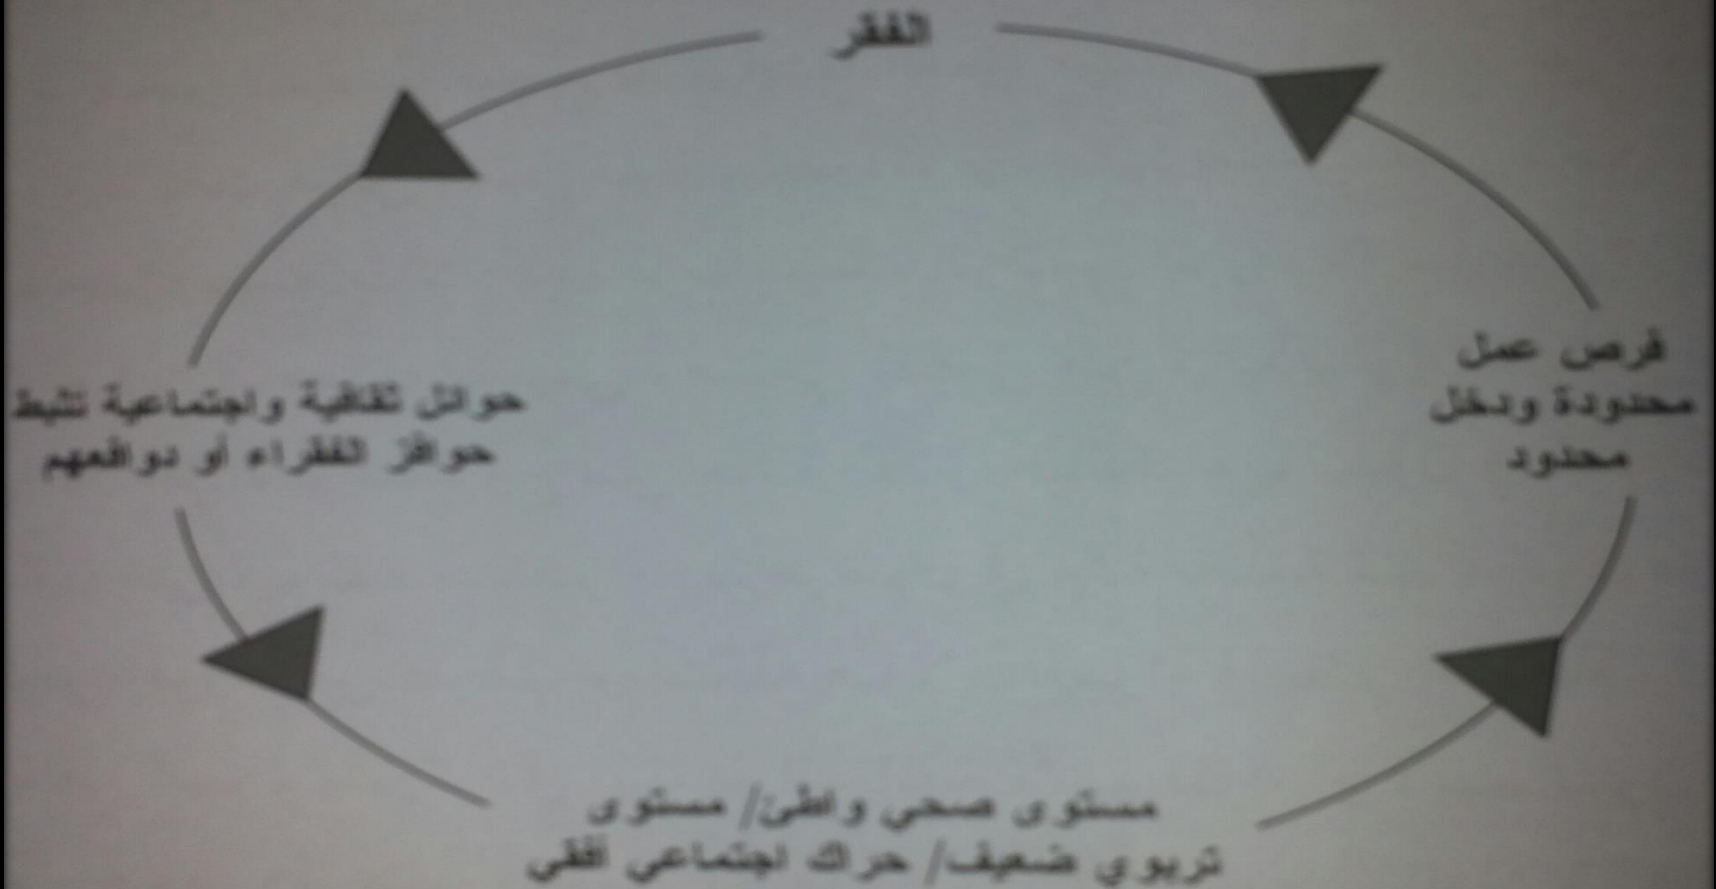 الفقر
فرص عمل
محدودة ودخل
محدود
حوائل ثقافية واجتماعية تثبط
حوافز الفقراء أو دوافعهم
مستوى صحي واطئ/ مستوى
تربوي ضعيف/ حراك اجتماعي أفقي